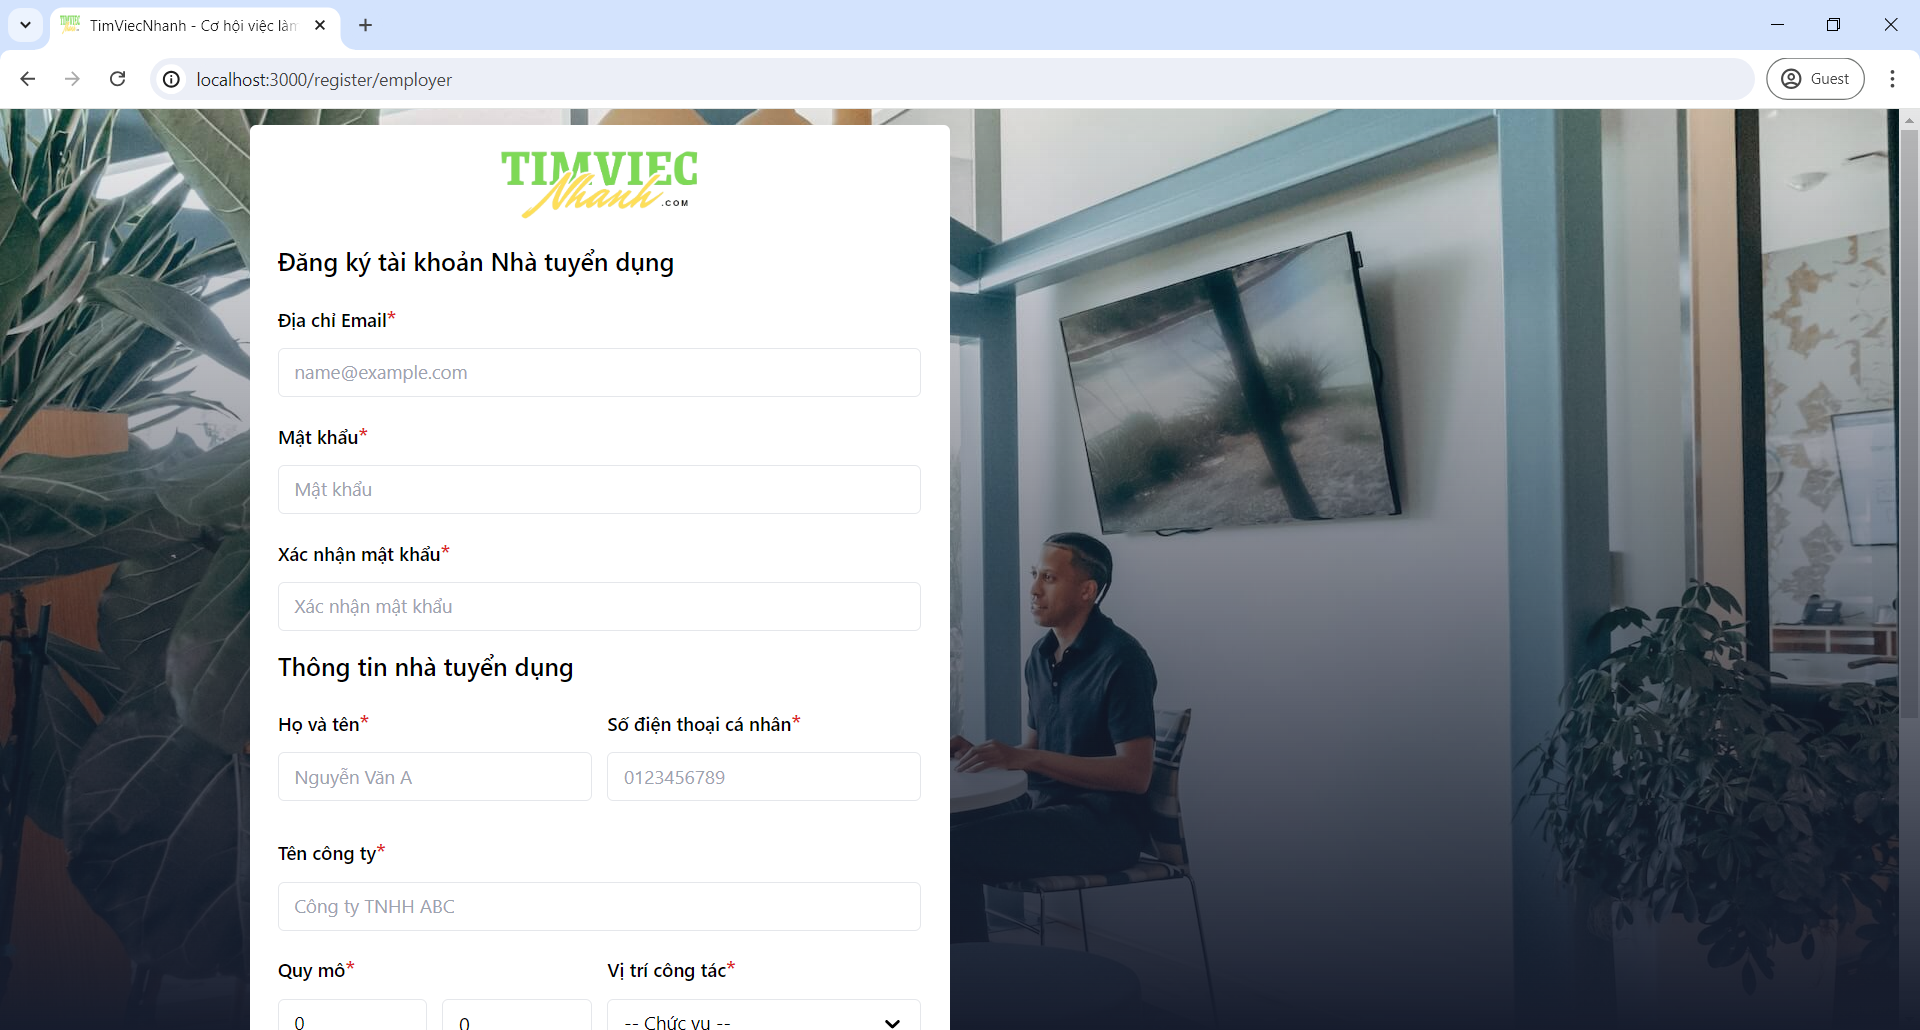 TimViecNhanh - Cơ hội việc làm
localhost:3000/register/employer
Guest
TIMVIEC
Nhanh .COM
Đăng ký tài khoản Nhà tuyển dụng
Địa chỉ Email*
name@example.com
Mật khẩu*
Mật khẩu
Xác nhận mật khẩu*
Xác nhận mật khẩu
Thông tin nhà tuyển dụng
Họ và tên* Số điện thoại cá nhân*
Nguyễn Văn A 0123456789
Tên công ty*
Công ty TNHH ABC
Quy mô* Vị trí công tác*
0 0 -- Chức vụ --